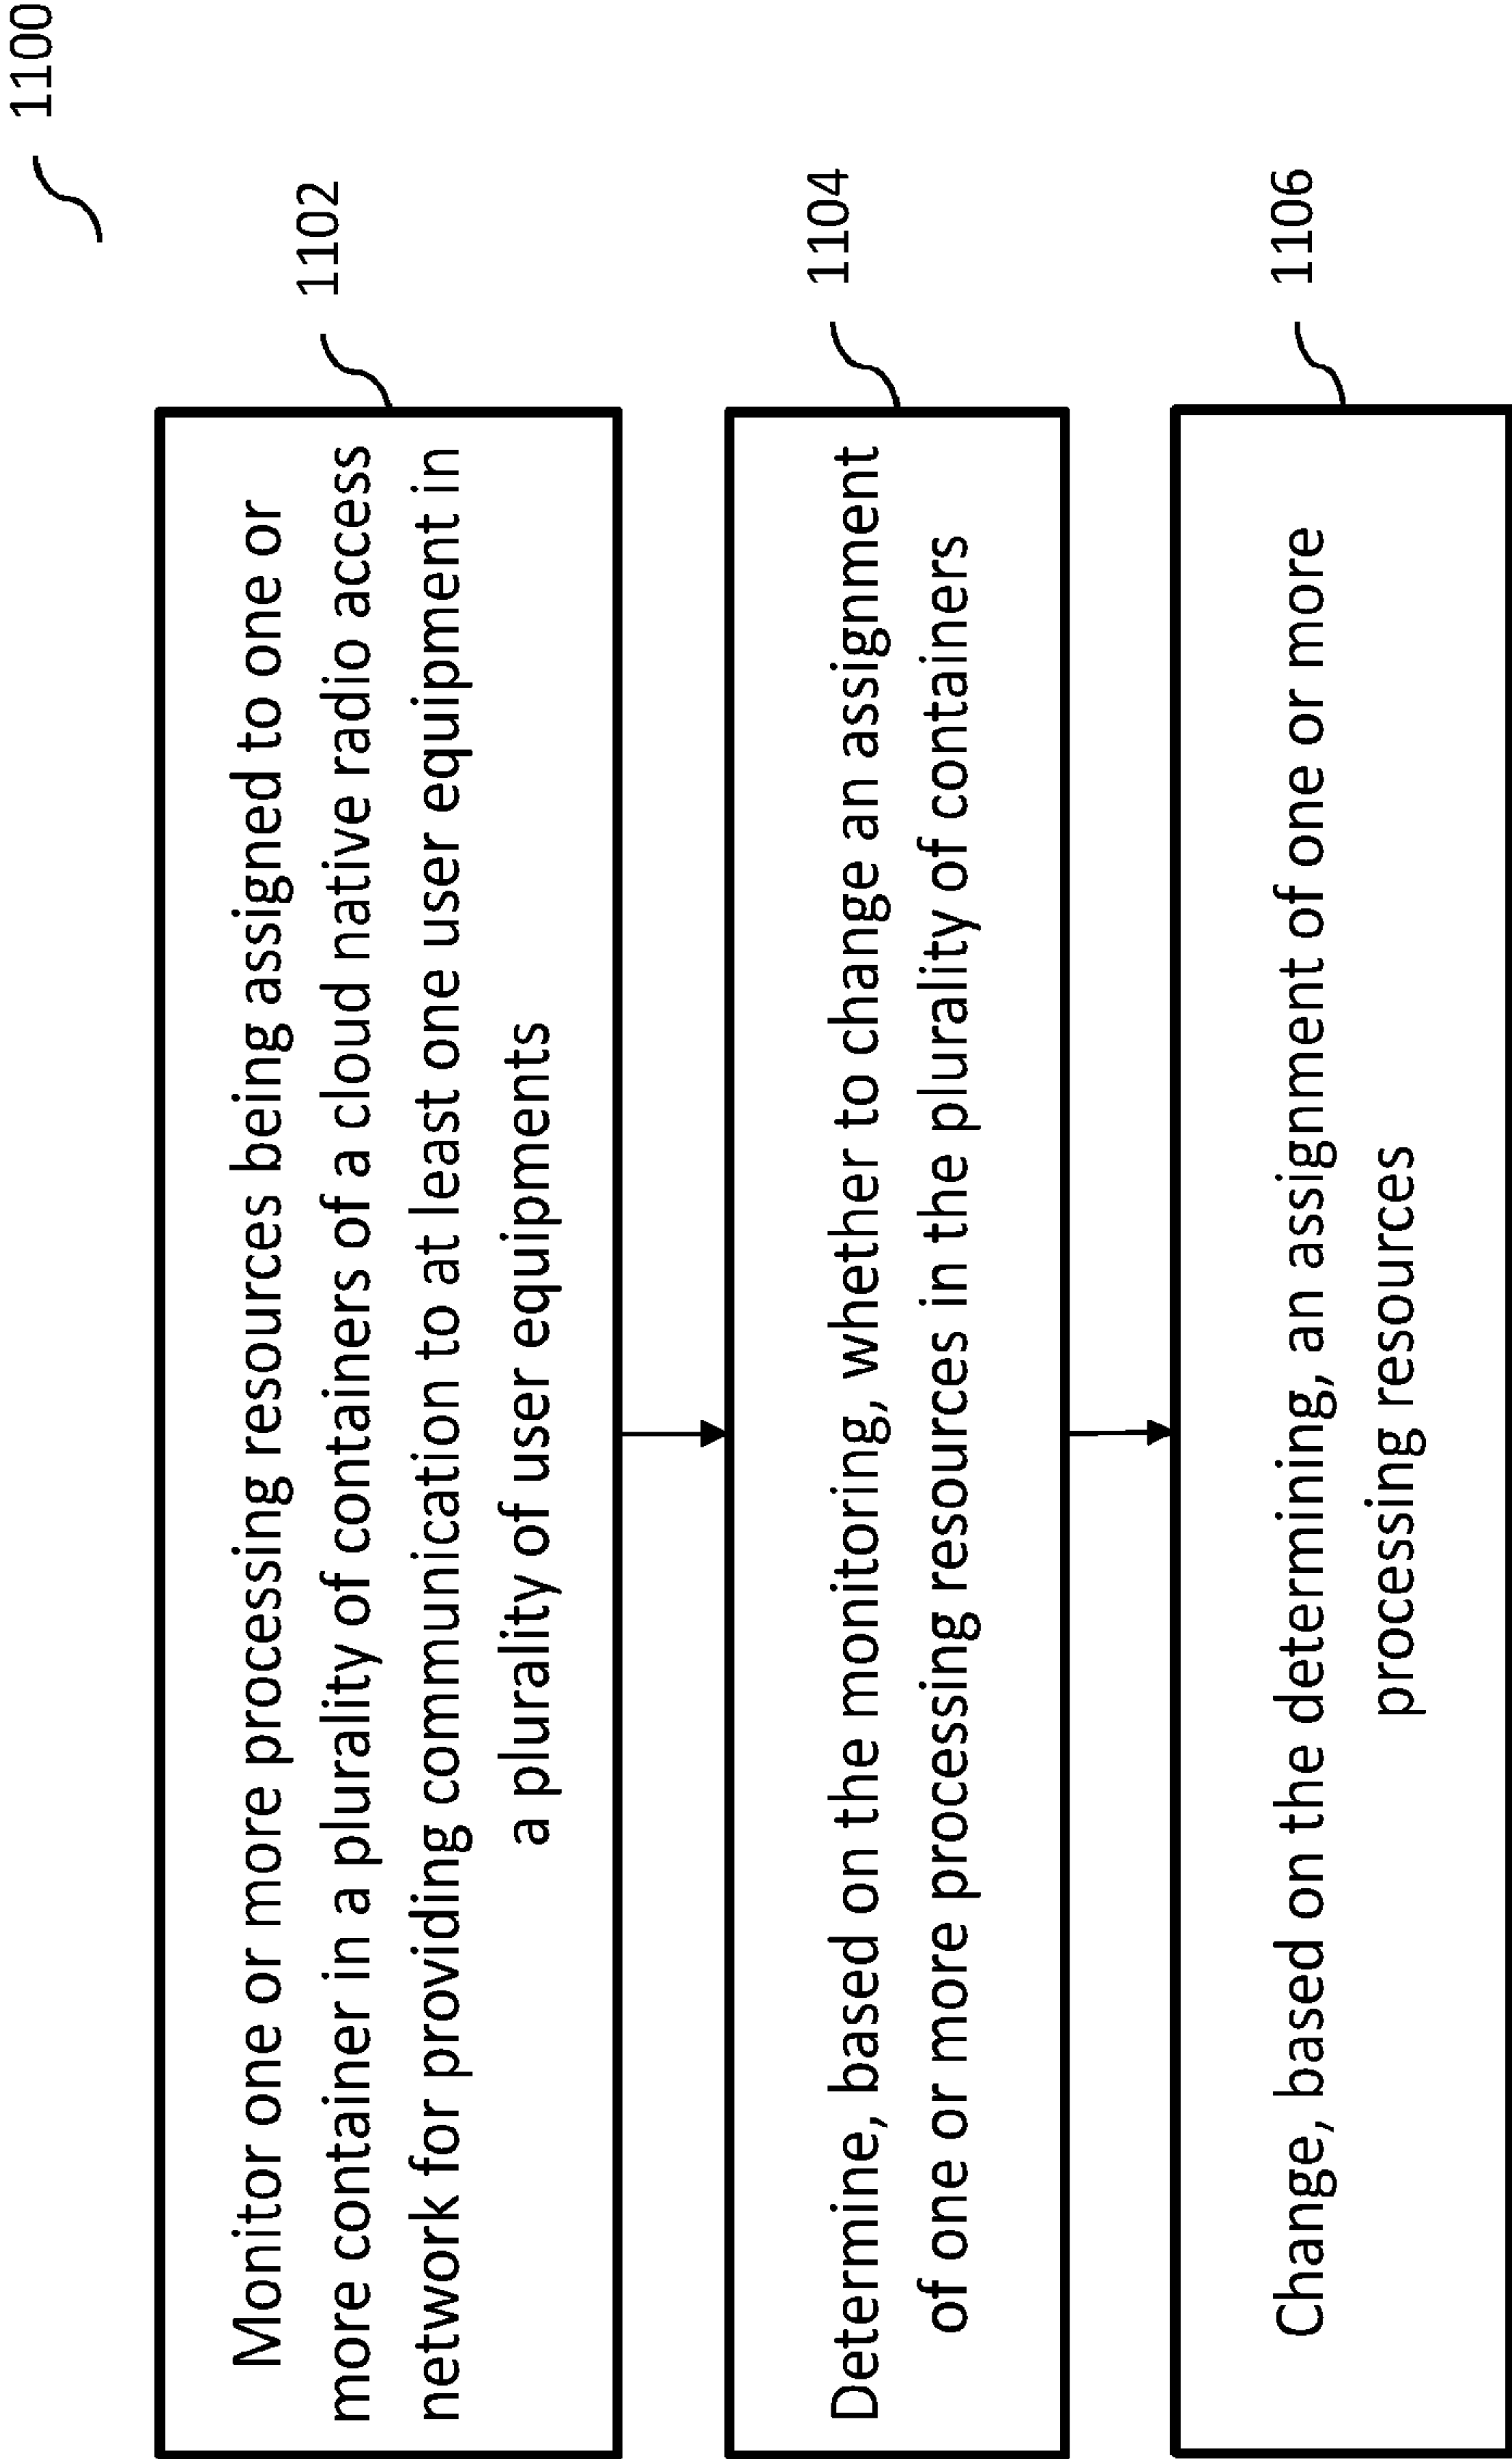 1100
1102
Monitor one or more processing resources being assigned to one or
more container in a plurality of containers of a cloud native radio access
network for providing communication to at least one user equipment in
a plurality of user equipments
1104
Determine, based on the monitoring, whether to change an assignment
of one or more processing resources in the plurality of containers
1106
Change, based on the determining, an assignment of one or more
processing resources